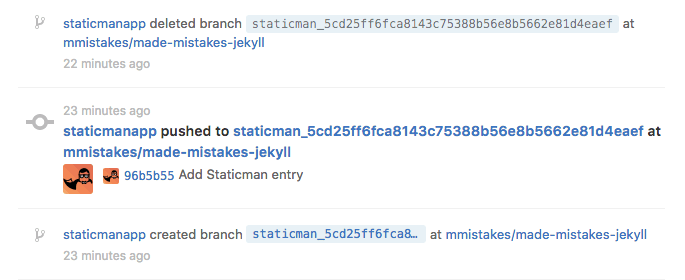 staticmanapp deleted branch staticman_5cd25ff6fca8143c75388b56e8b5662e81d4eaef at
mmistakes/made-mistakes-jekyll
22 minutes ago
23 minutes ago
staticmanapp pushed to staticman_5cd25ff6fca8143c75388b56e8b5662e81d4eaef at
mmistakes/made-mistakes-jekyll
96b5b55 Add Staticman entry
staticmanapp created branch staticman_5cd25ff6fca8… at mmistakes/made-mistakes-jekyll
23 minutes ago